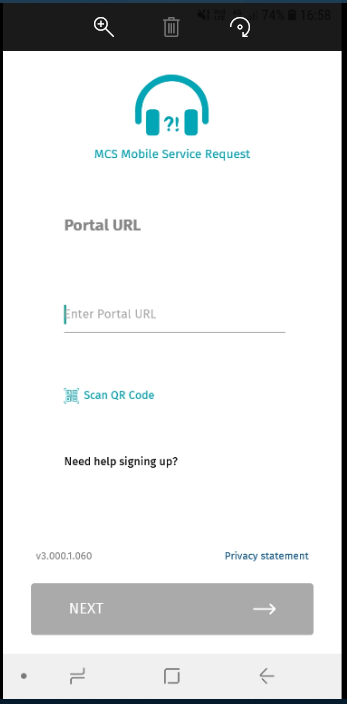 74% 16:58
?!
MCS Mobile Service Request
Portal URL
Enter Portal URL
Scan QR Code
Need help signing up?
v3.000.1.060
Privacy statement
NEXT